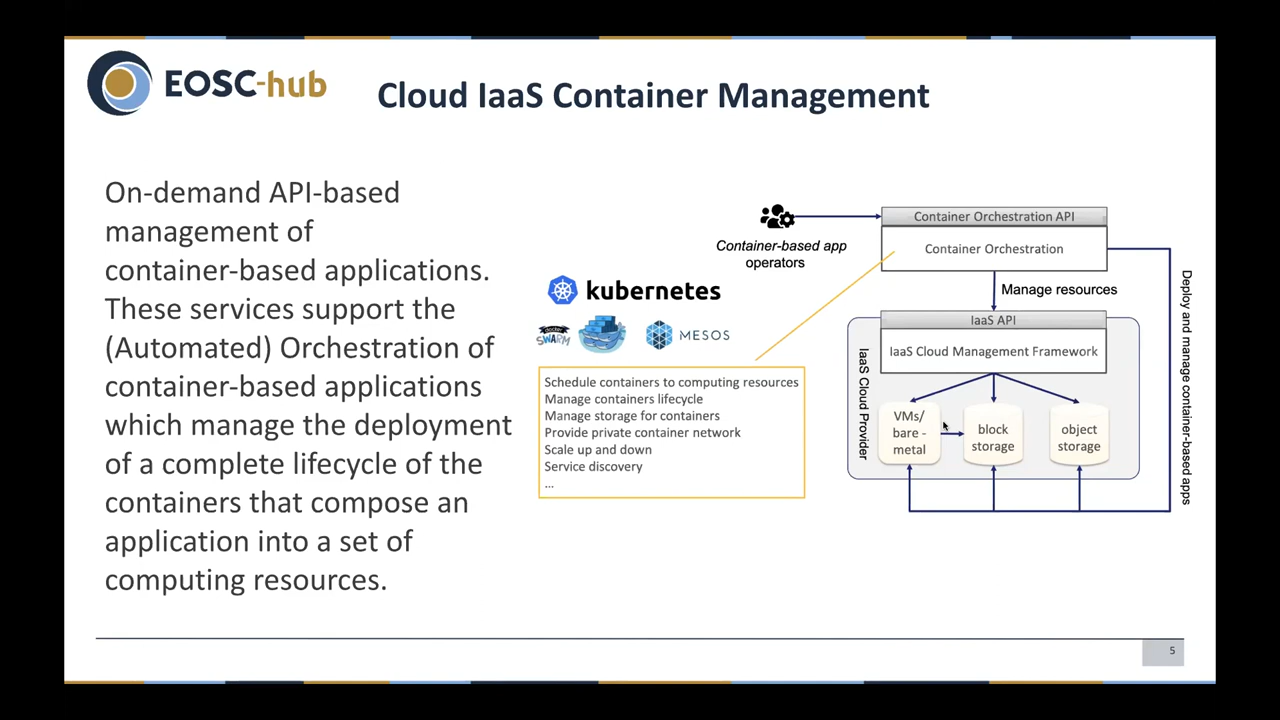 EOSC-hub
Cloud IaaS Container Management
On-demand API-based
management of
container-based applications.
These services support the
(Automated) Orchestration of
container-based applications
which manage the deployment
of a complete lifecycle of the
containers that compose an
application into a set of
computing resources.
Container-based app
operators
kubernetes
docker
SWARM
MESOS
Schedule containers to computing resources
Manage containers lifecycle
Manage storage for containers
Provide private container network
Scale up and down
Service discovery
...
Container Orchestration API
Container Orchestration
Manage resources
IaaS API
IaaS Cloud Management Framework
IaaS Cloud Provider
VMs/
bare -
metal
block
storage
object
storage
Deploy and manage container-based apps
5